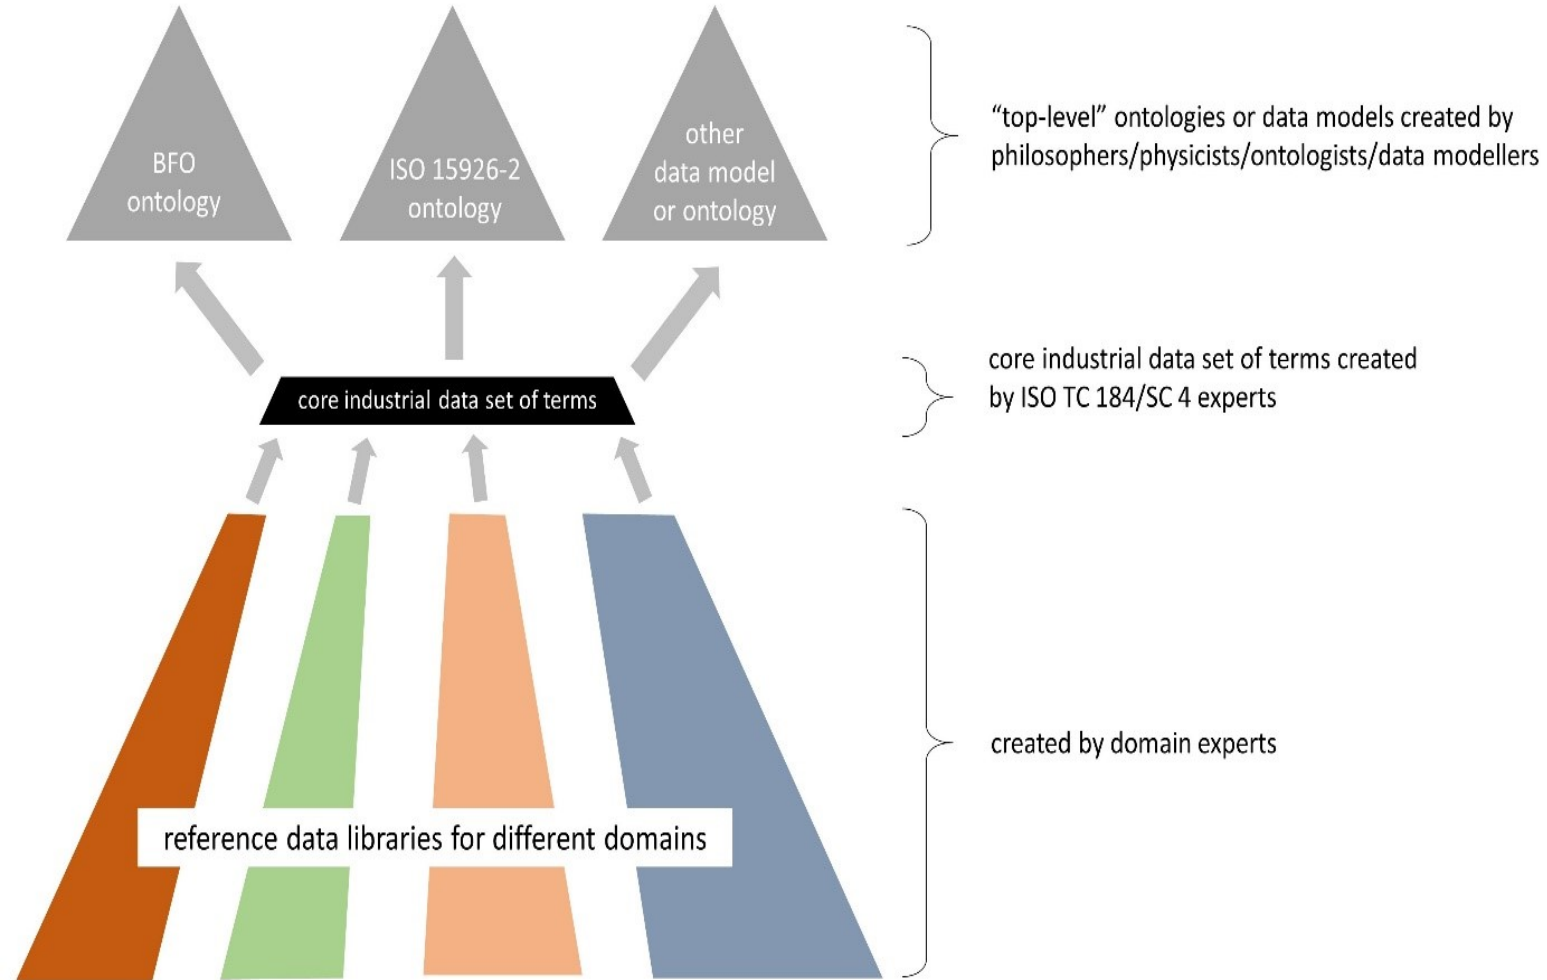 BFO
ontology
ISO 15926-2
ontology
other
data model
or ontology
“top-level” ontologies or data models created by
philosophers/physicists/ontologists/data modellers
core industrial data set of terms
core industrial data set of terms created
by ISO TC 184/SC 4 experts
reference data libraries for different domains
created by domain experts